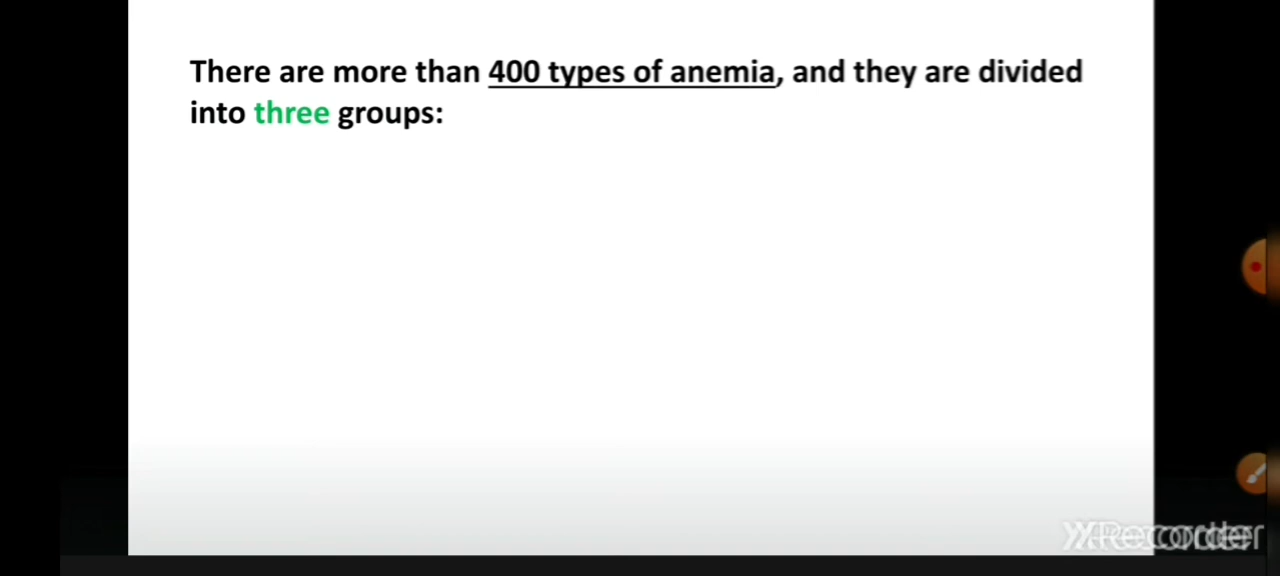 There are more than 400 types of anemia, and they are divided
into three groups:
XRecorder